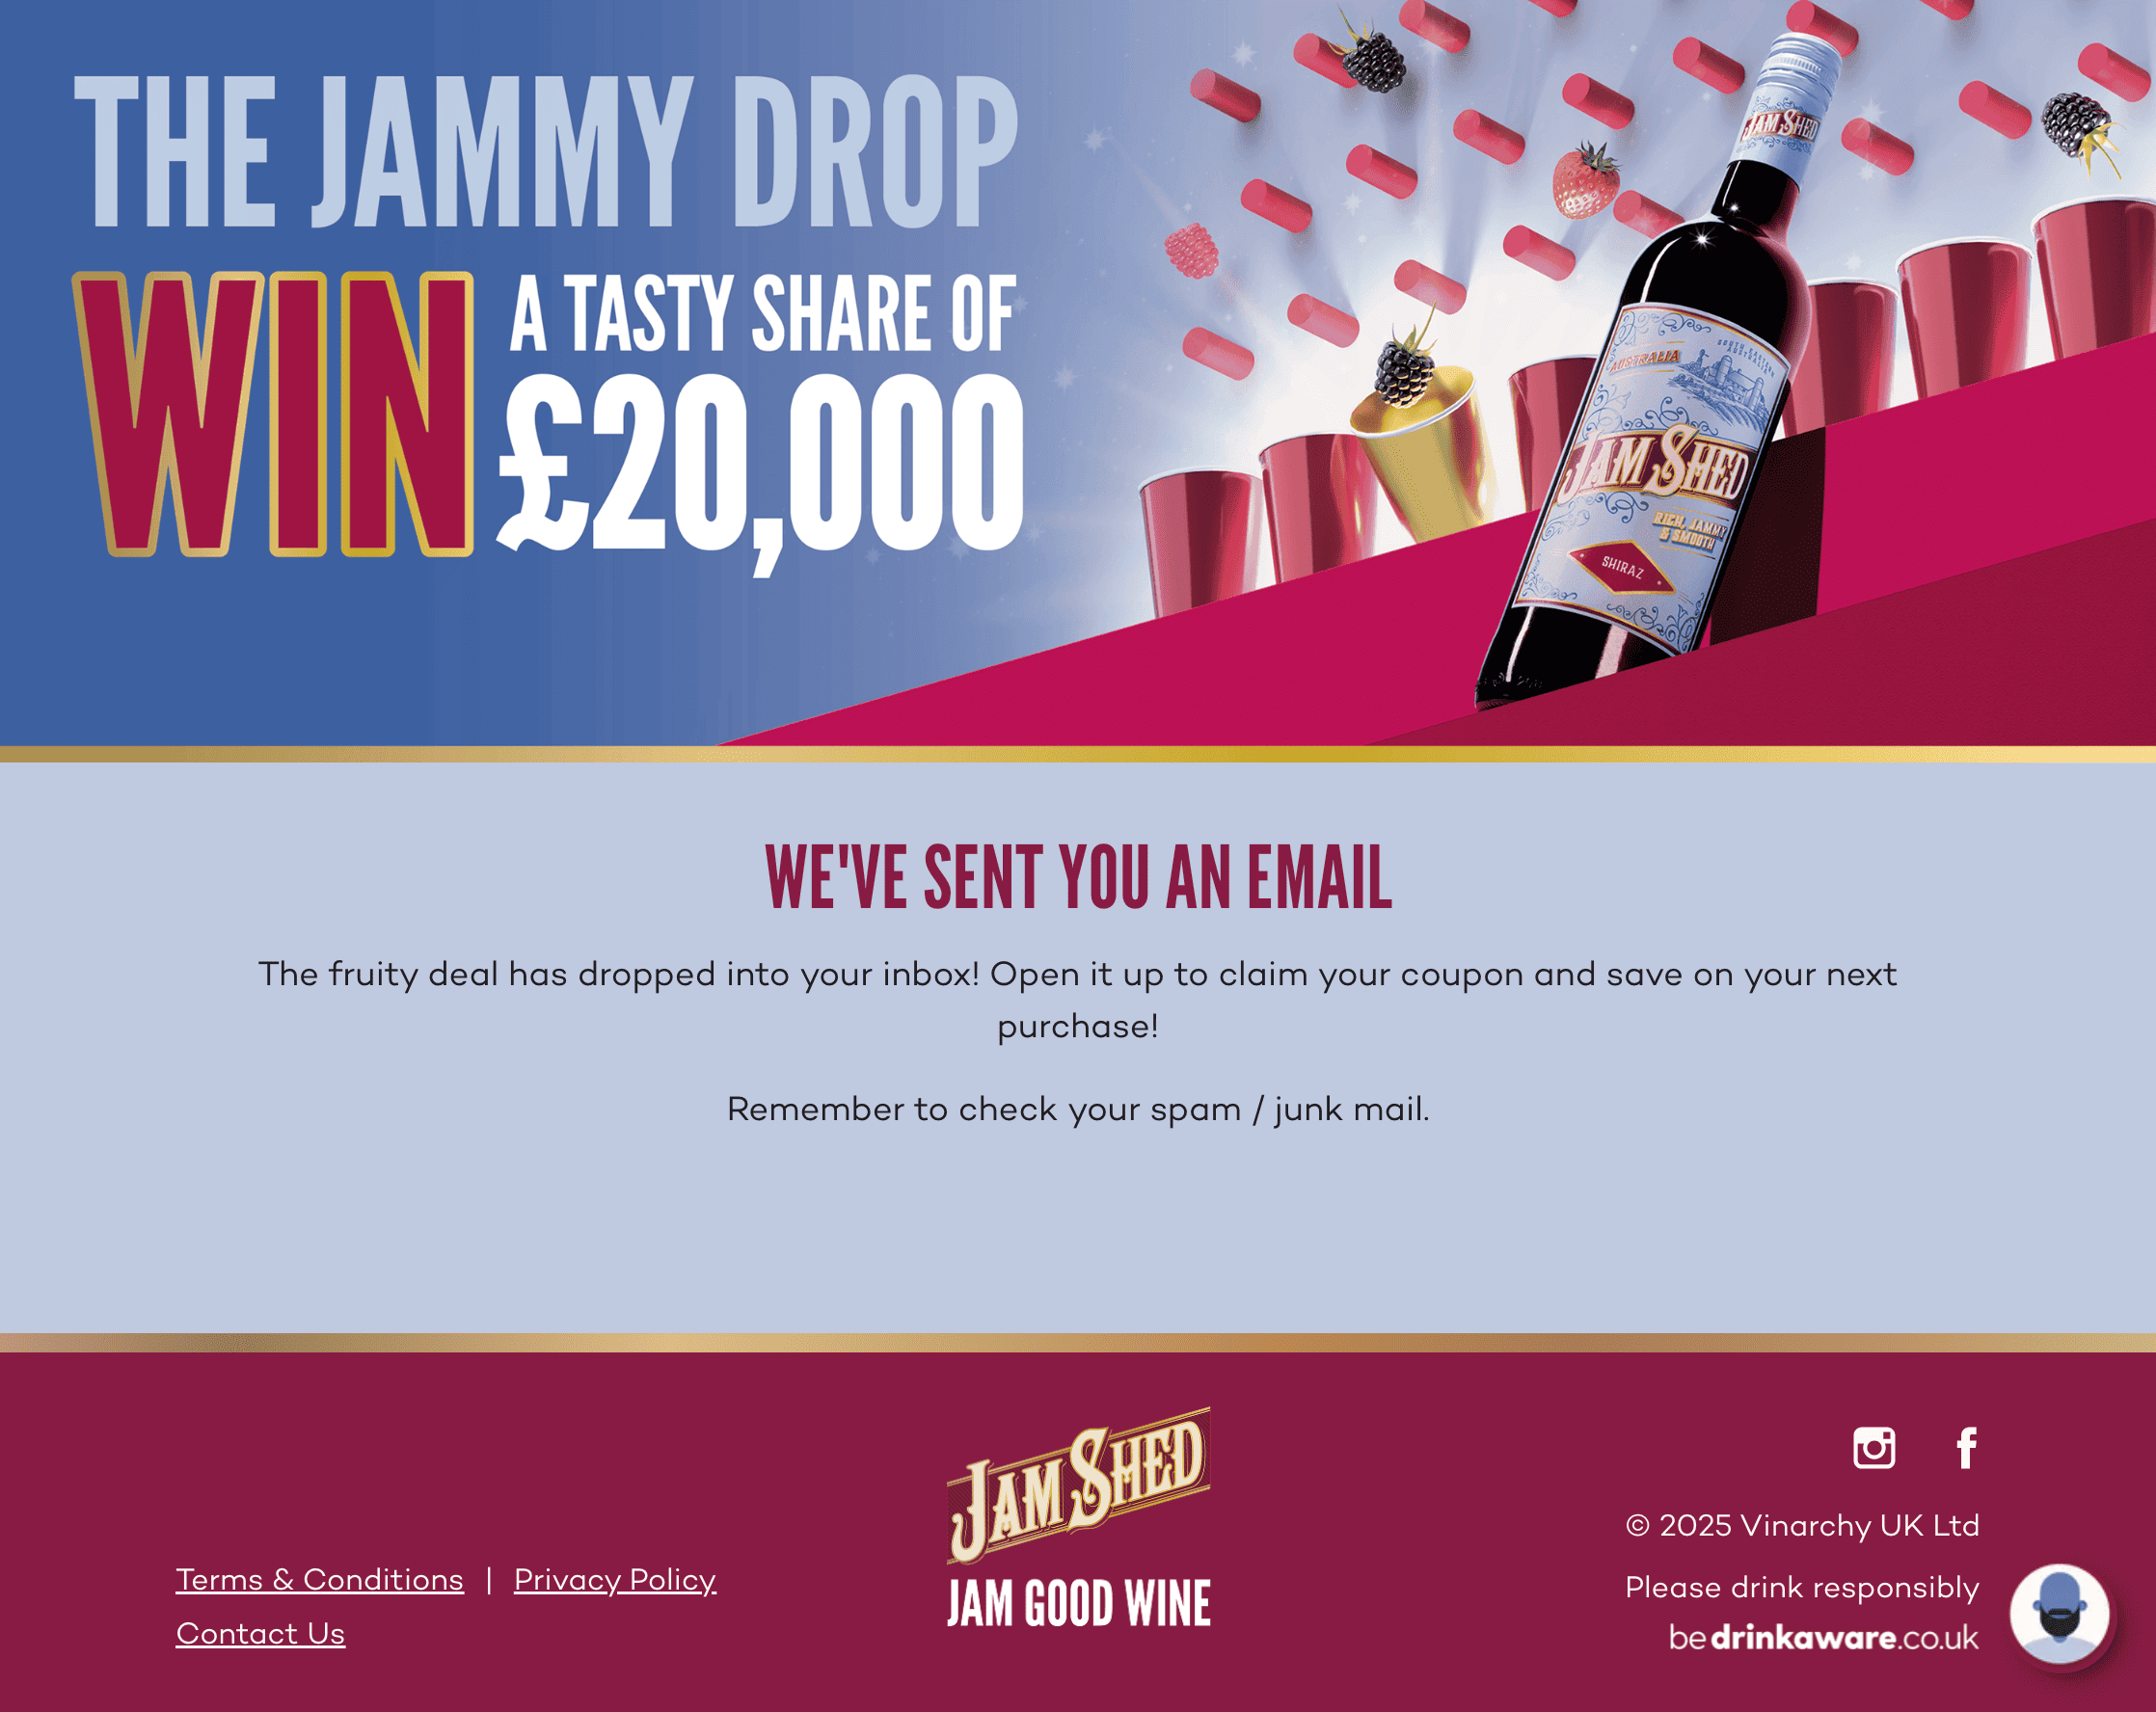 THE JAMMY DROP
WIN
A TASTY SHARE OF
£20,000
JAM SHED
AUSTRALIA
SOUTH EASTERN
AUSTRALIA
JAM SHED
RICH, JAMMY
& SMOOTH
SHIRAZ
WE'VE SENT YOU AN EMAIL
The fruity deal has dropped into your inbox! Open it up to claim your coupon and save on your next
purchase!
Remember to check your spam / junk mail.
Terms & Conditions | Privacy Policy
Contact Us
JAM SHED
JAM GOOD WINE
© 2025 Vinarchy UK Ltd
Please drink responsibly
be drinkaware.co.uk